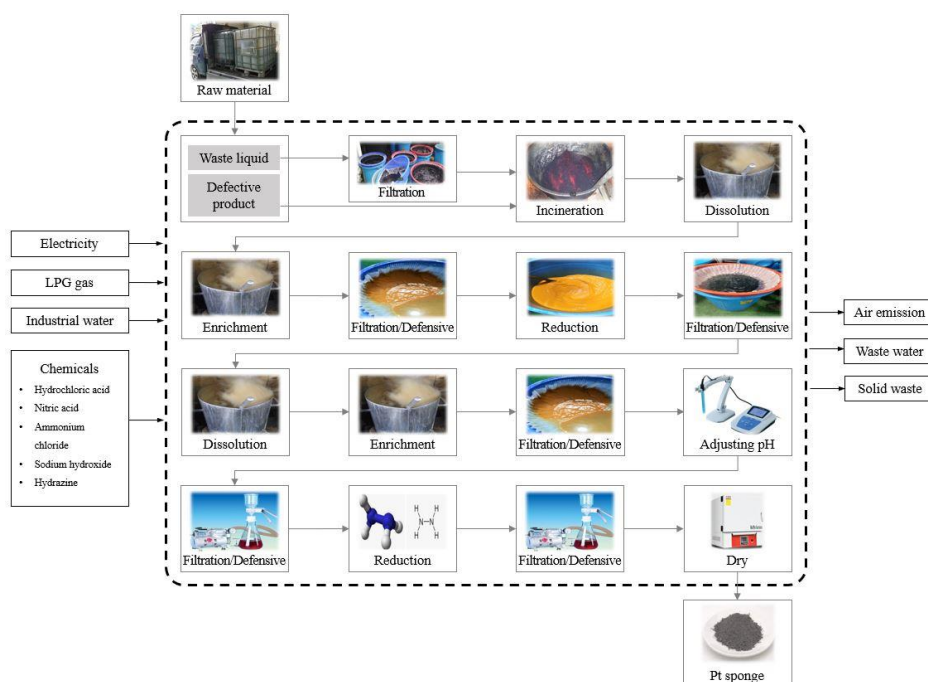 Raw material
Waste liquid
Defective
product
Filtration
Incineration
Dissolution
Electricity
LPG gas
Industrial water
Chemicals
• Hydrochloric acid
• Nitric acid
• Ammonium
chloride
• Sodium hydroxide
• Hydrazine
Enrichment
Filtration/Defensive
Reduction
Filtration/Defensive
Dissolution
Enrichment
Filtration/Defensive
Adjusting pH
Filtration/Defensive
Reduction
H H
N—N
H H
Filtration/Defensive
Dry
Air emission
Waste water
Solid waste
Pt sponge